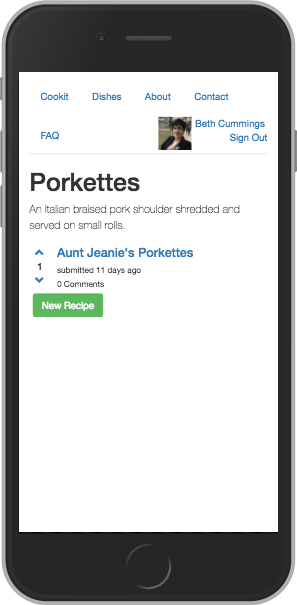 Cookit Dishes About Contact
FAQ
Beth Cummings
Sign Out
Porkettes
An Italian braised pork shoulder shredded and
served on small rolls.
Aunt Jeanie's Porkettes
1
submitted 11 days ago
0 Comments
New Recipe